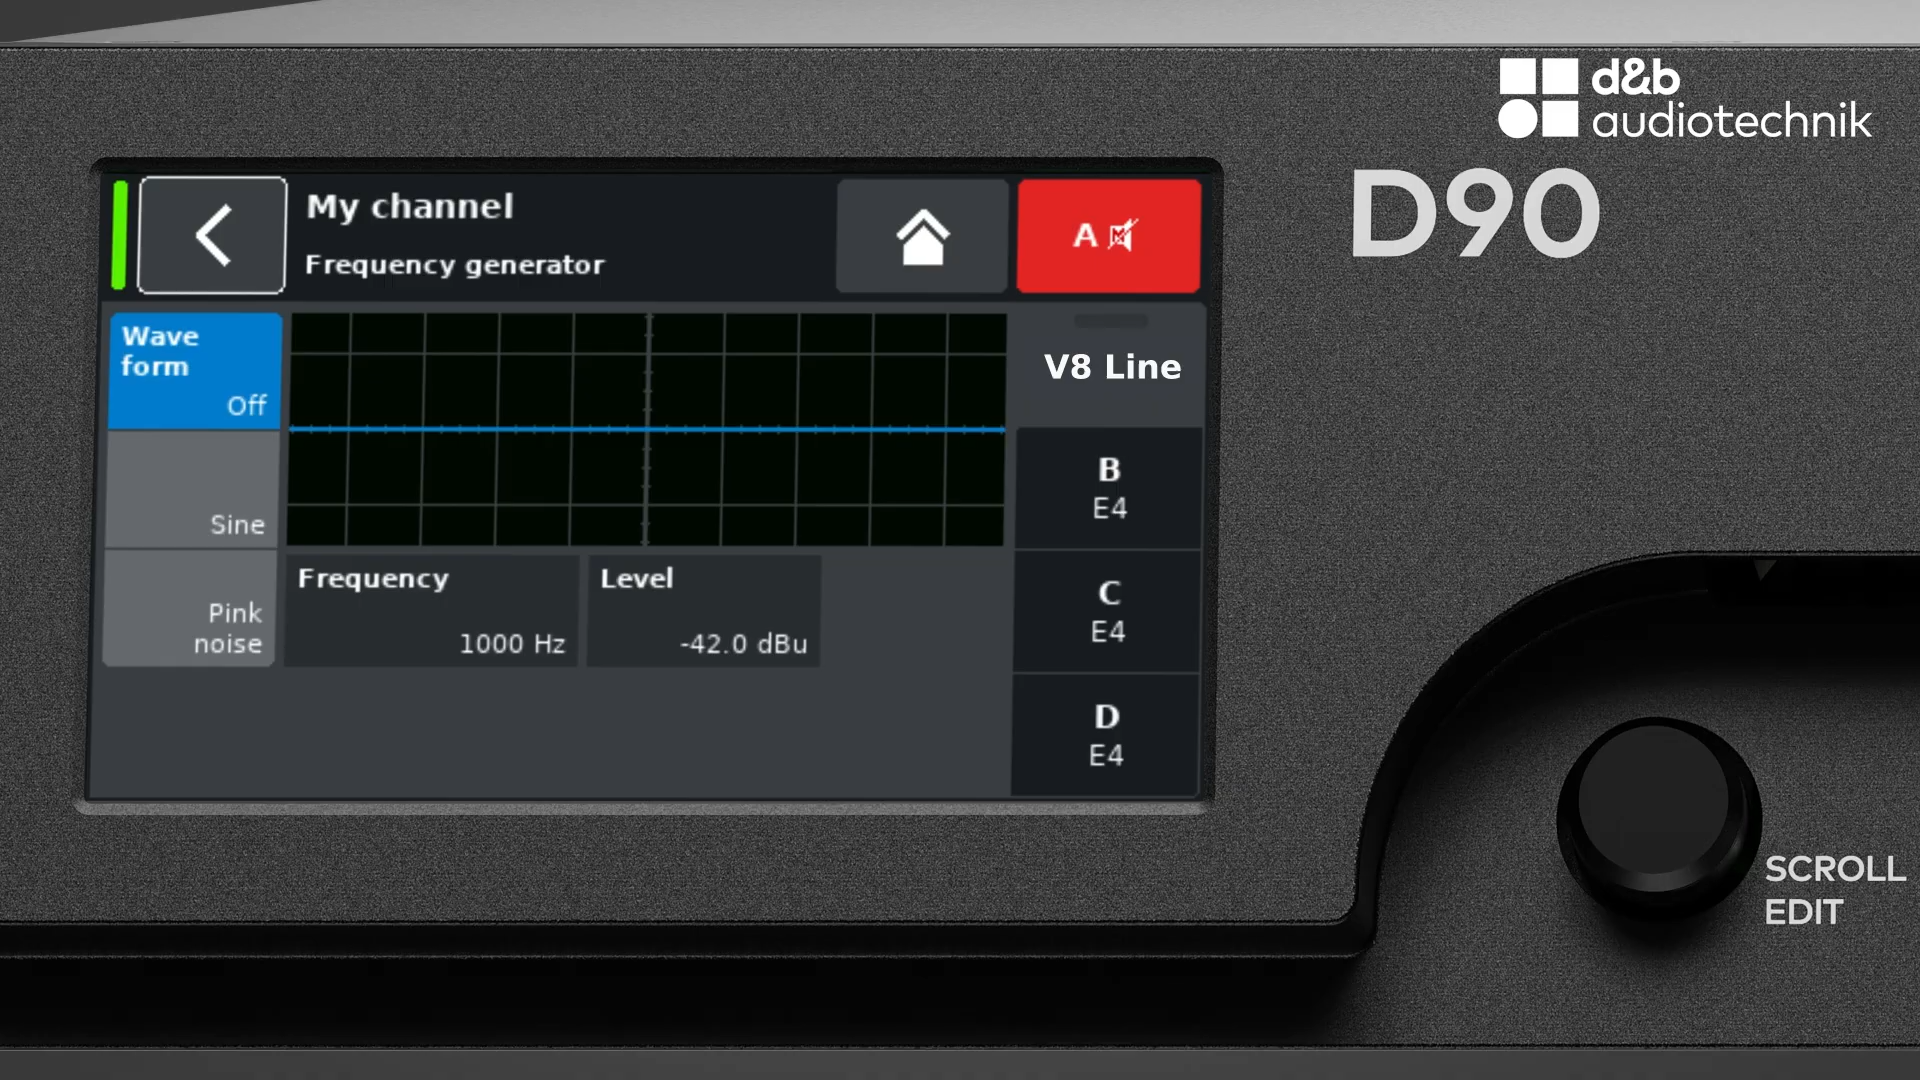 d&b
audiotechnik
D90
My channel
Frequency generator
A
Wave
form
Off
Sine
Pink
noise
Frequency
1000 Hz
Level
-42.0 dBu
V8 Line
B
E4
C
E4
D
E4
SCROLL
EDIT